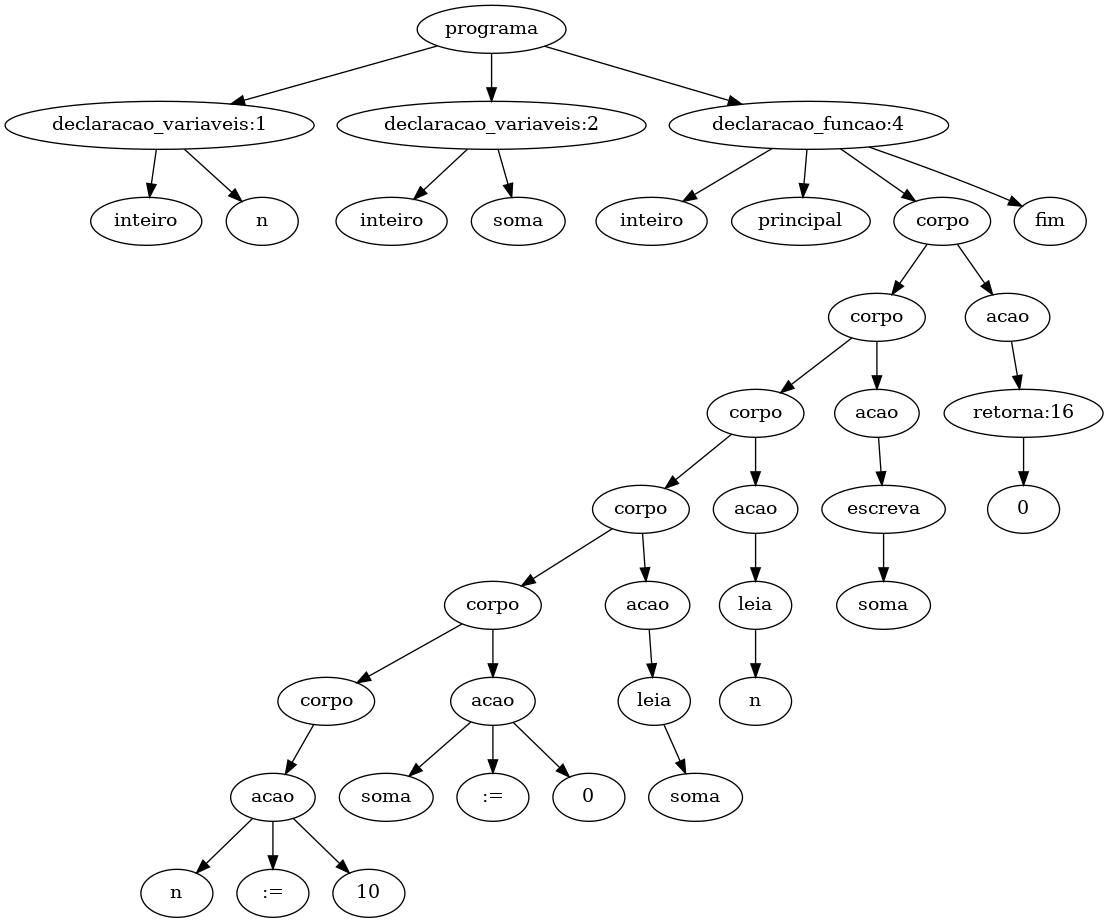 programa
declaracao_variaveis:1
declaracao_variaveis:2
declaracao_funcao:4
inteiro
n
inteiro
soma
inteiro
principal
corpo
fim
corpo
acao
corpo
acao
retorna:16
corpo
acao
escreva
0
corpo
acao
leia
soma
corpo
acao
leia
n
acao
soma
:=
0
soma
n
:=
10